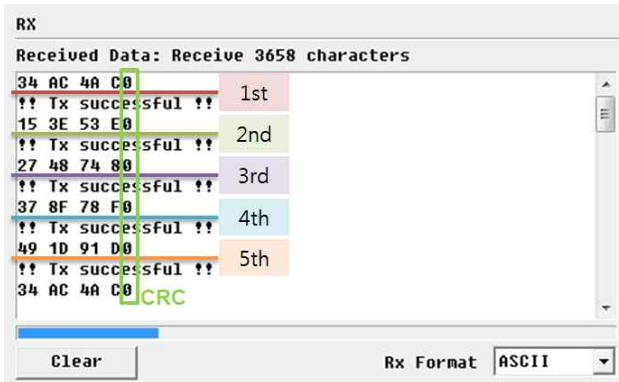 RX
Received Data: Receive 3658 characters
34 AC 4A C0
!! Tx successful !!
1st
15 3E 53 E0
!! Tx successful !!
2nd
27 48 74 80
!! Tx successful !!
3rd
37 8F 78 F0
!! Tx successful !!
4th
49 1D 91 D0
!! Tx successful !!
5th
34 AC 4A C0
CRC
Clear
Rx Format ASCII